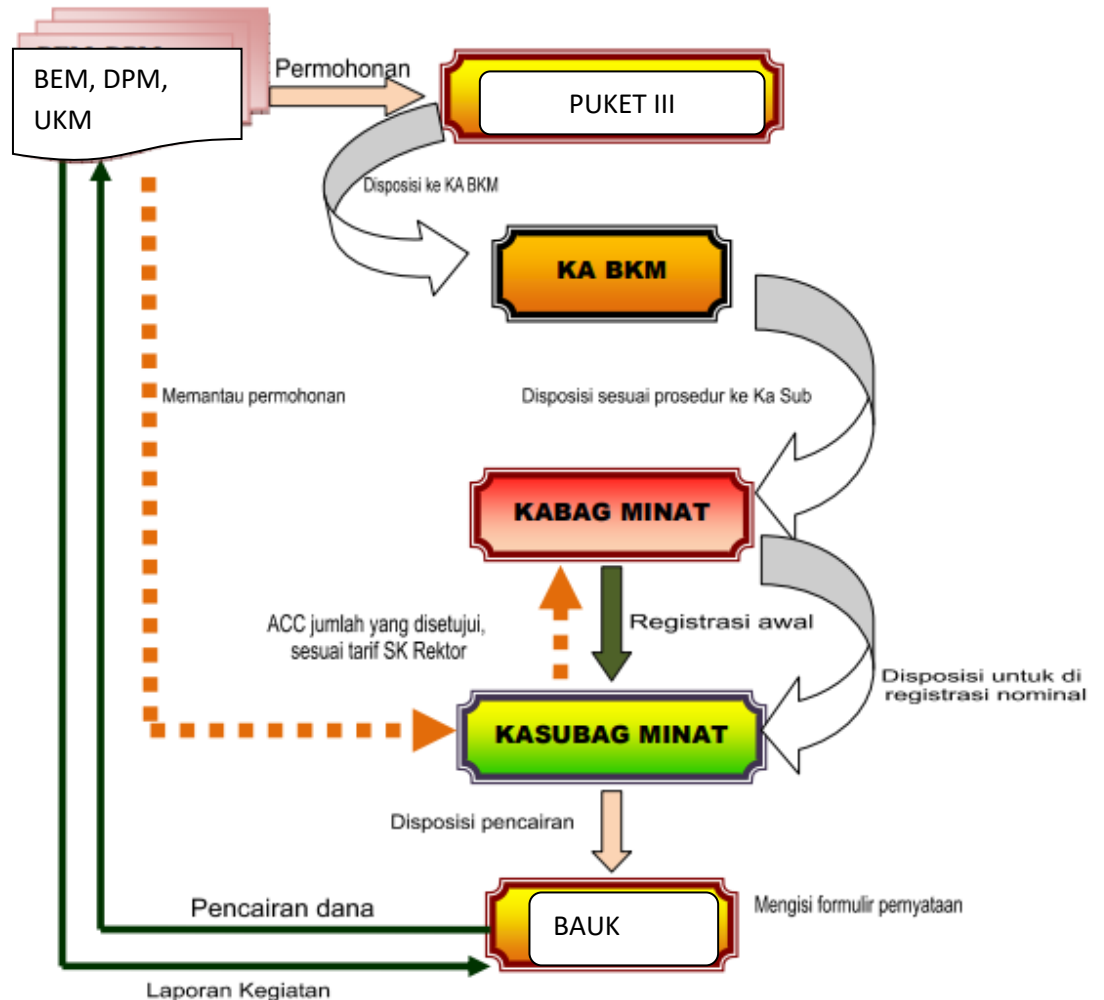 BEM, DPM,
UKM
Permohonan
PUKET III
Disposisi ke KA BKM
KA BKM
Memantau permohonan
Disposisi sesuai prosedur ke Ka Sub
KABAG MINAT
ACC jumlah yang disetujui,
sesuai tarif SK Rektor
Registrasi awal
Disposisi untuk di
registrasi nominal
KASUBAG MINAT
Disposisi pencairan
Pencairan dana
BAUK
Mengisi formulir pernyataan
Laporan Kegiatan